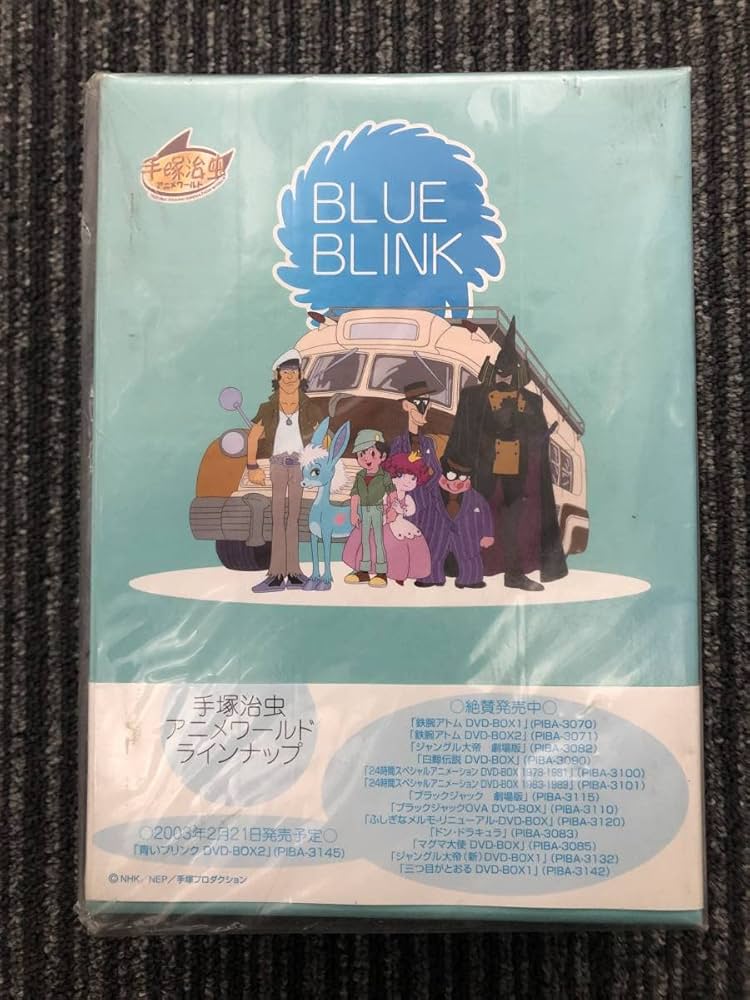 手塚治虫
アニメワールド
BLUE
BLINK
手塚治虫
アニメワールド
ラインナップ
○2003年2月21日発売予定○
「青いブリンク DVD-BOX2」(PIBA-3145)
©NHK／NEP／手塚プロダクション
○絶賛発売中○
「鉄腕アトム DVD-BOX1」(PIBA-3070)
「鉄腕アトム DVD-BOX2」(PIBA-3071)
「ジャングル大帝 劇場版」(PIBA-3082)
「白鯨伝説 DVD-BOX」(PIBA-3090)
「24時間スペシャルアニメーション DVD-BOX 1978-1981」(PIBA-3100)
「24時間スペシャルアニメーション DVD-BOX 1983-1989」(PIBA-3101)
「ブラックジャック 劇場版」(PIBA-3115)
「ブラックジャックOVA DVD-BOX」(PIBA-3110)
「ふしぎなメルモ-リニューアル-DVD-BOX」(PIBA-3120)
「ドン・ドラキュラ」(PIBA-3083)
「マグマ大使 DVD-BOX」(PIBA-3085)
「ジャングル大帝(新)DVD-BOX1」(PIBA-3132)
「三つ目がとおる DVD-BOX1」(PIBA-3142)